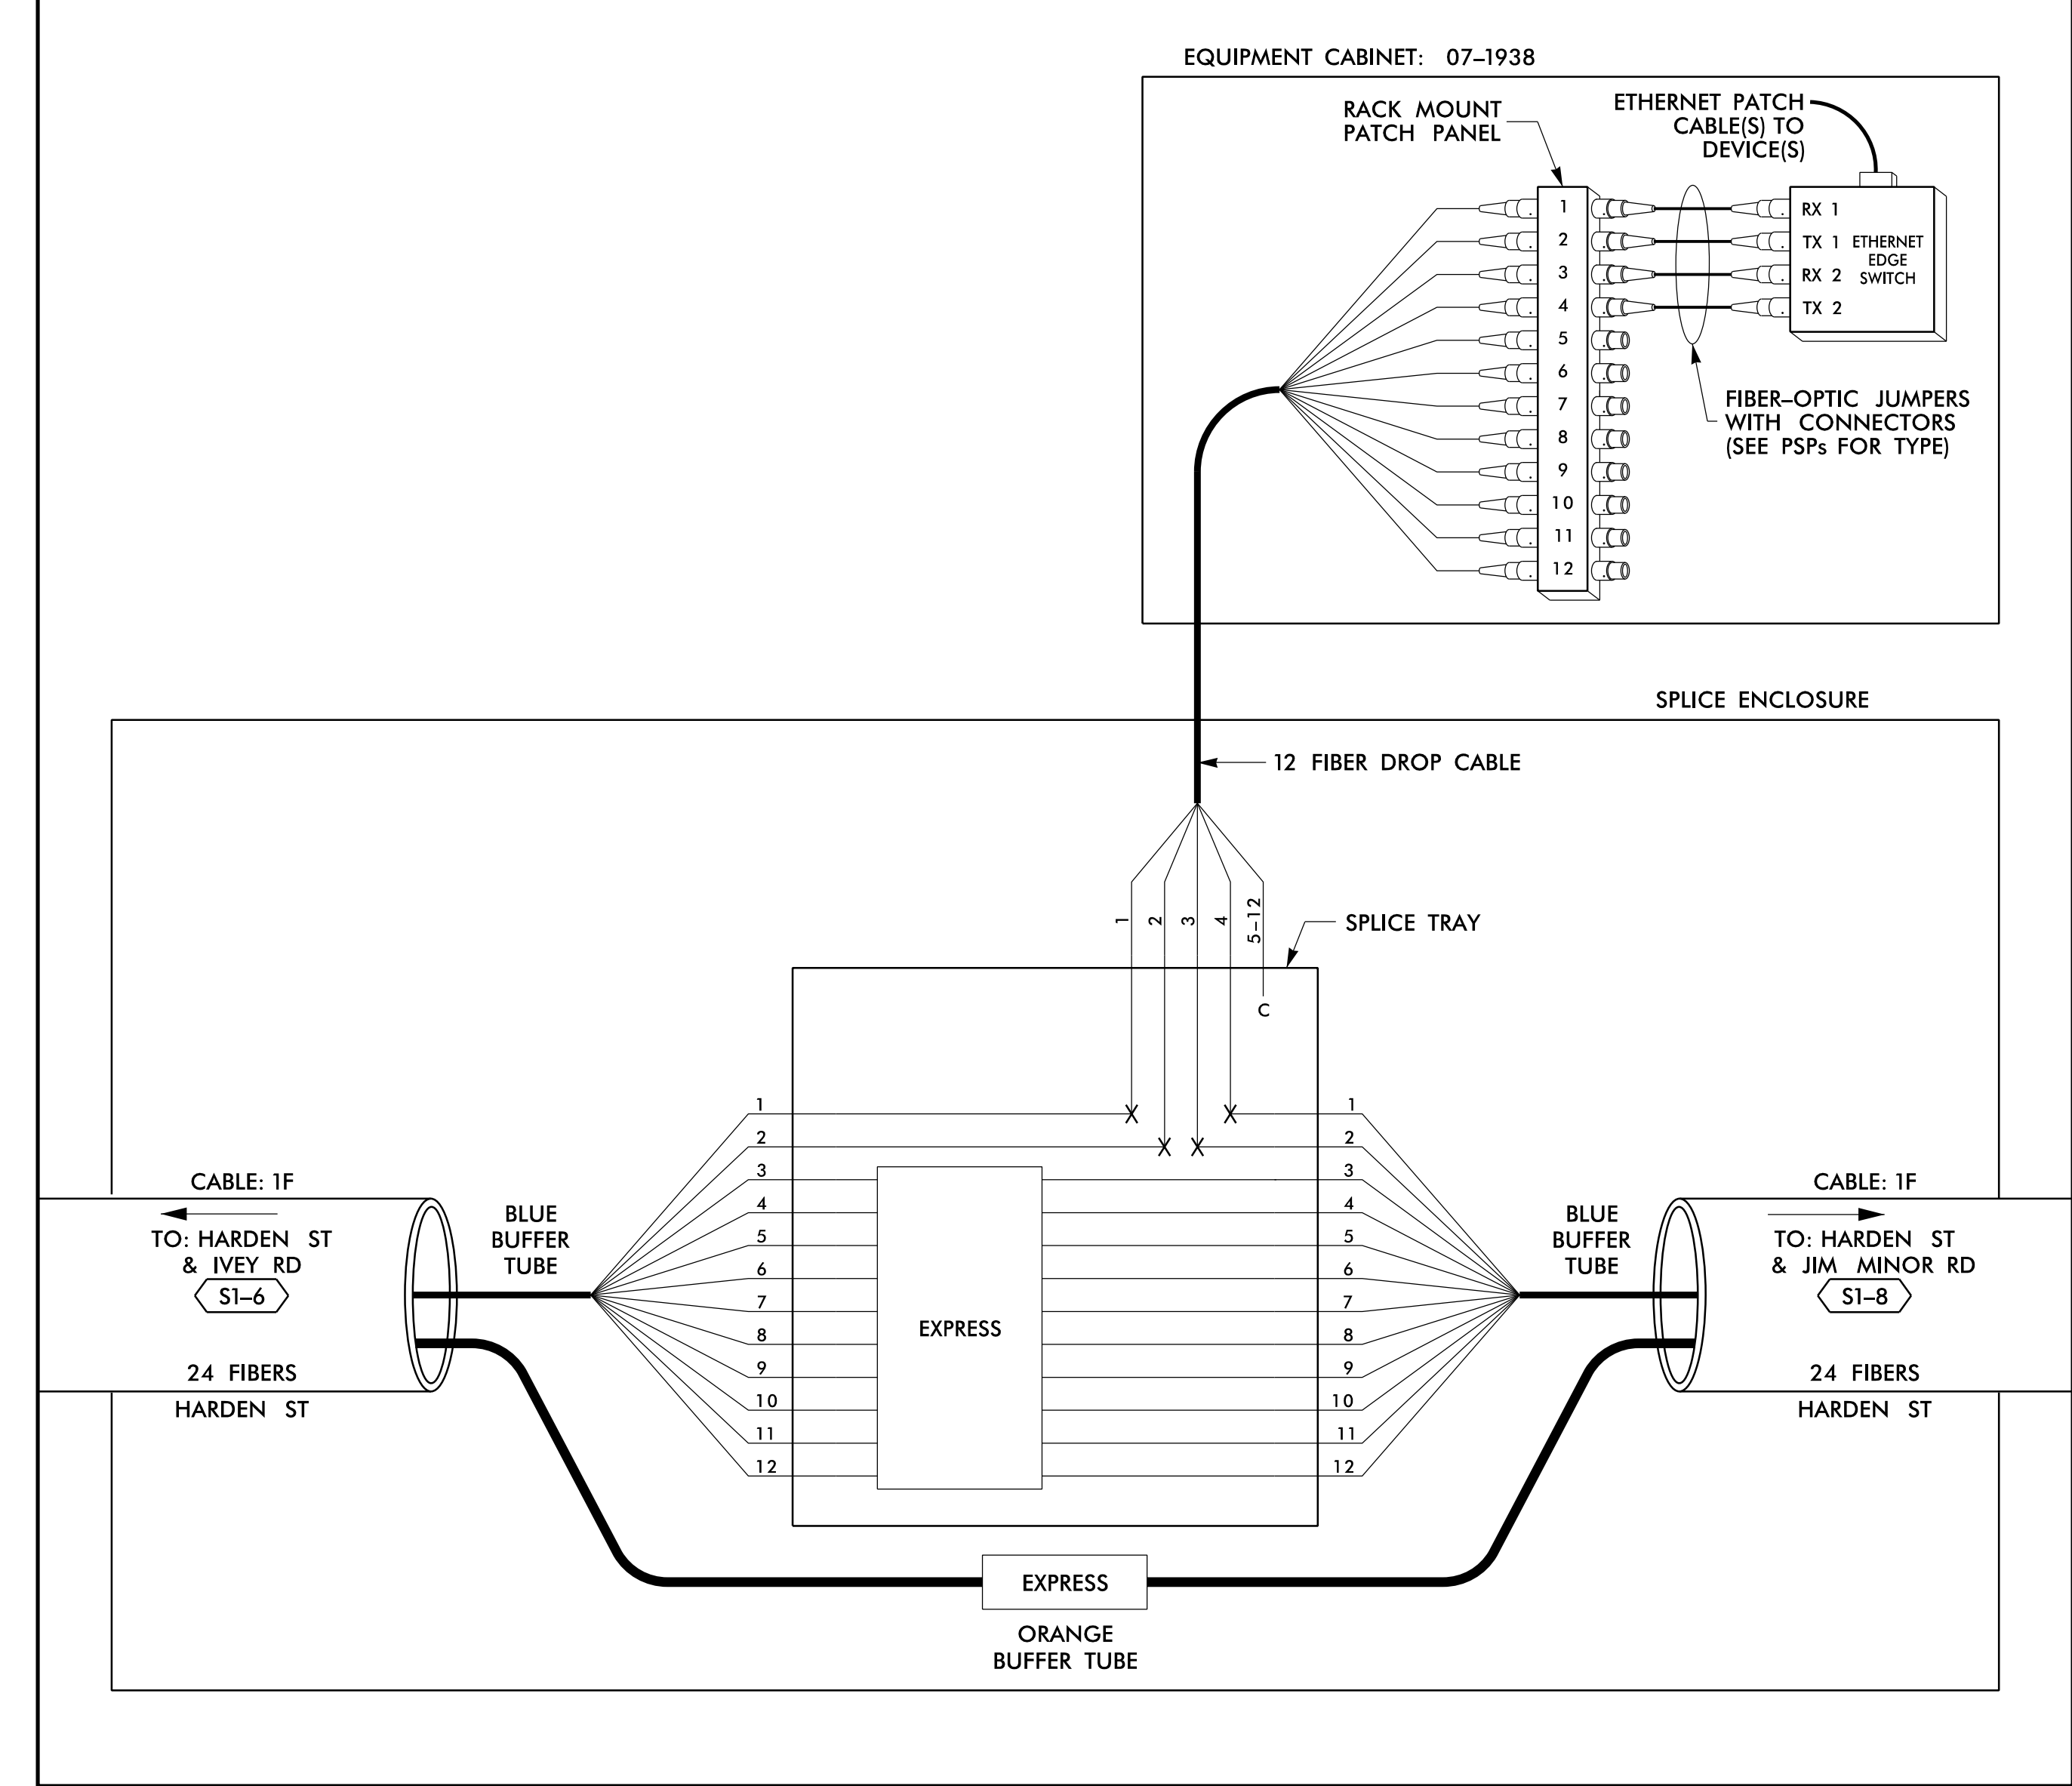 EQUIPMENT CABINET: 07-1938
RACK MOUNT
PATCH PANEL
ETHERNET PATCH
CABLE(S) TO
DEVICE(S)
1
2
3
4
5
6
7
8
9
10
11
12
RX 1
TX 1
RX 2
TX 2
ETHERNET
EDGE
SWITCH
FIBER-OPTIC JUMPERS
WITH CONNECTORS
(SEE PSPs FOR TYPE)
SPLICE ENCLOSURE
12 FIBER DROP CABLE
1
2
3
4
5-12
SPLICE TRAY
C
CABLE: 1F
TO: HARDEN ST
& IVEY RD
S1-6
24 FIBERS
HARDEN ST
BLUE
BUFFER
TUBE
1
2
3
4
5
6
7
8
9
10
11
12
EXPRESS
1
2
3
4
5
6
7
8
9
10
11
12
BLUE
BUFFER
TUBE
CABLE: 1F
TO: HARDEN ST
& JIM MINOR RD
S1-8
24 FIBERS
HARDEN ST
EXPRESS
ORANGE
BUFFER TUBE